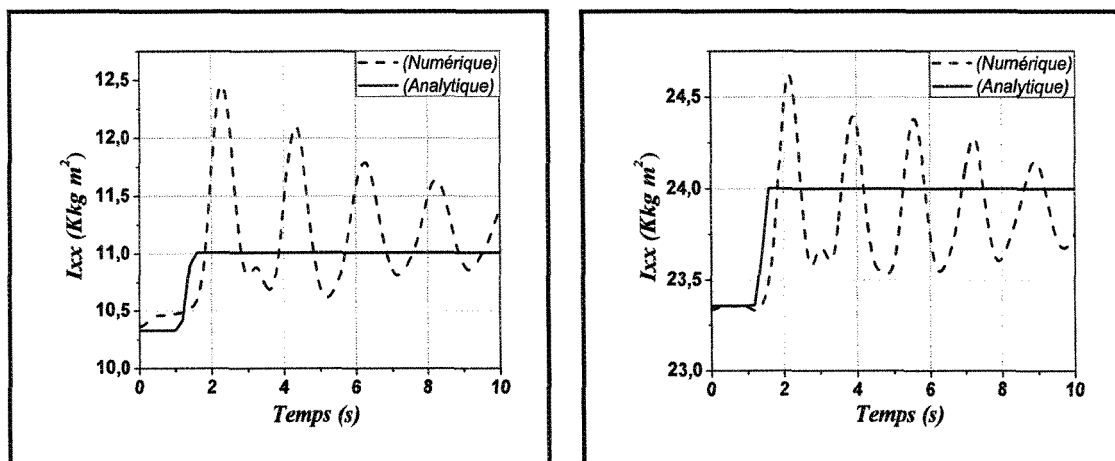 12,5
12,0
11,5
11,0
10,5
10,0
Ixx (Kkg m²)
(Numérique)
(Analytique)
0 2 4 6 8 10
Temps (s)
24,5
24,0
23,5
23,0
Ixx (Kkg m²)
(Numérique)
(Analytique)
0 2 4 6 8 10
Temps (s)